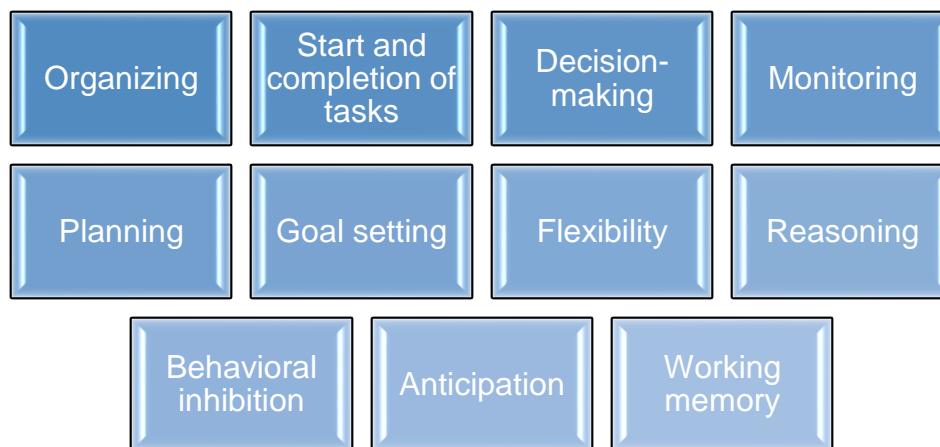 Organizing
Start and
completion of
tasks
Decision-
making
Monitoring
Planning
Goal setting
Flexibility
Reasoning
Behavioral
inhibition
Anticipation
Working
memory